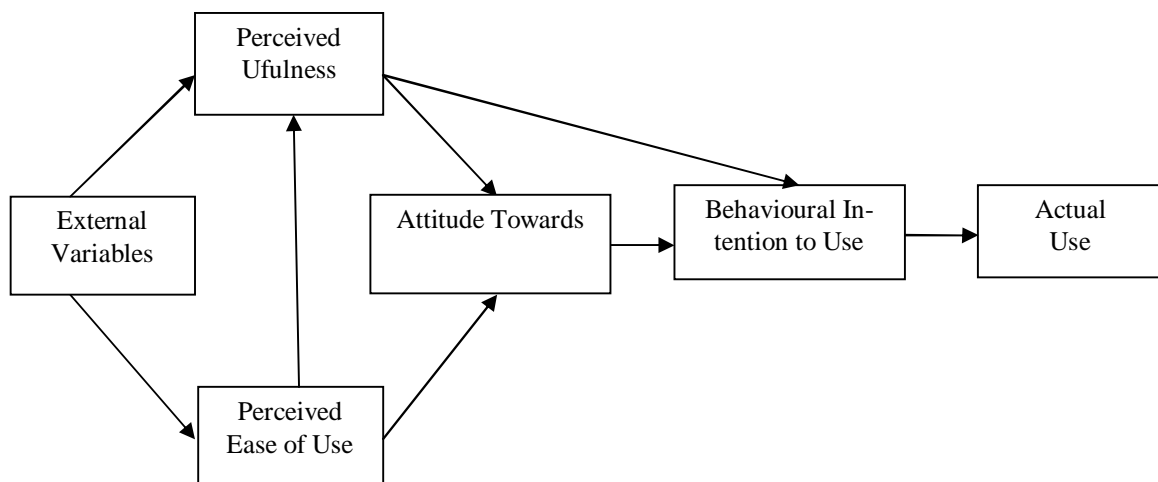 Perceived
Ufulness
External
Variables
Attitude Towards
Behavioural In-
tention to Use
Actual
Use
Perceived
Ease of Use